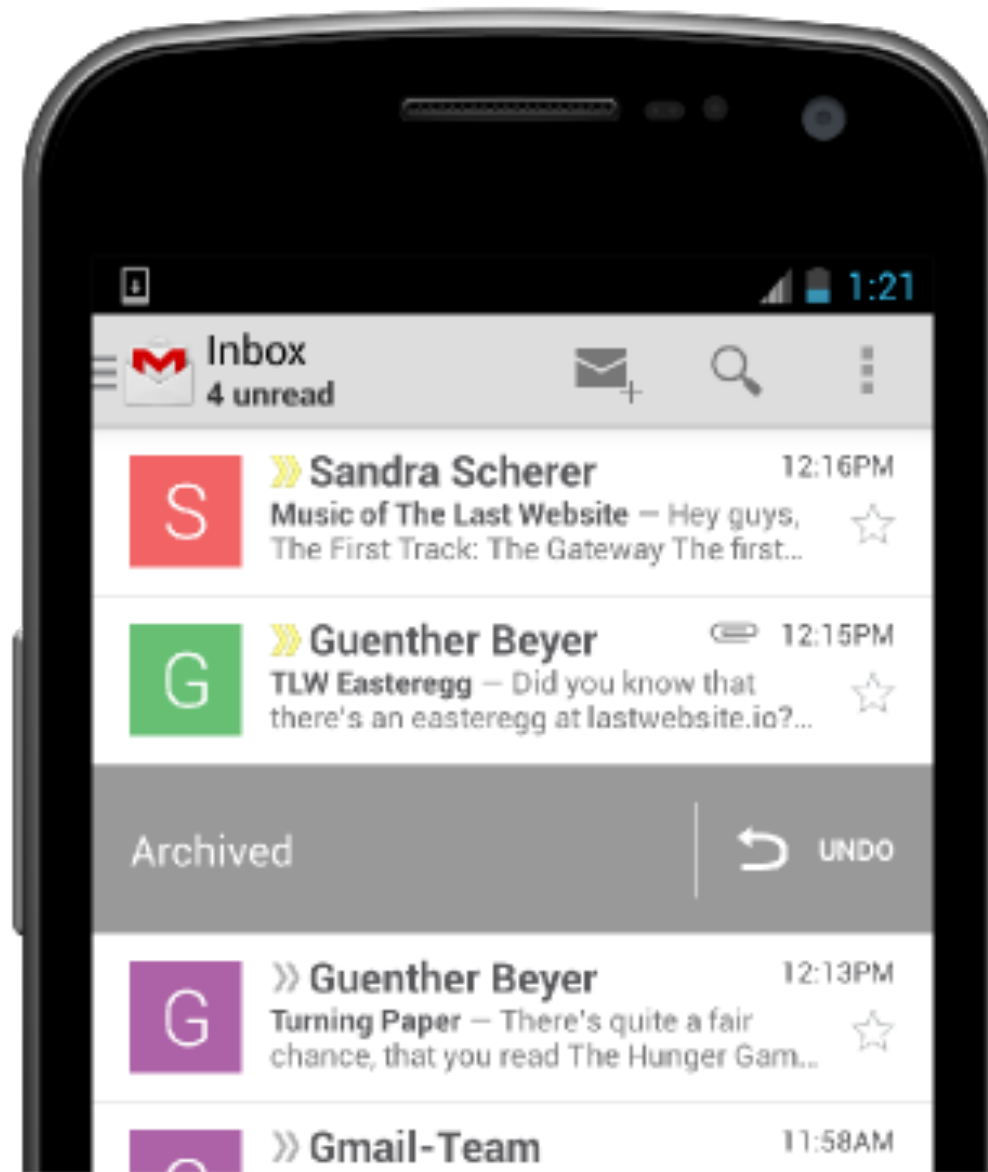 1:21
Inbox
4 unread
S
Sandra Scherer
12:16PM
Music of The Last Website – Hey guys,
The First Track: The Gateway The first...
G
Guenther Beyer
12:15PM
TLW Easteregg – Did you know that
there's an easteregg at lastwebsite.io?...
Archived
UNDO
G
Guenther Beyer
12:13PM
Turning Paper – There's quite a fair
chance, that you read The Hunger Gam...
Gmail-Team
11:58AM